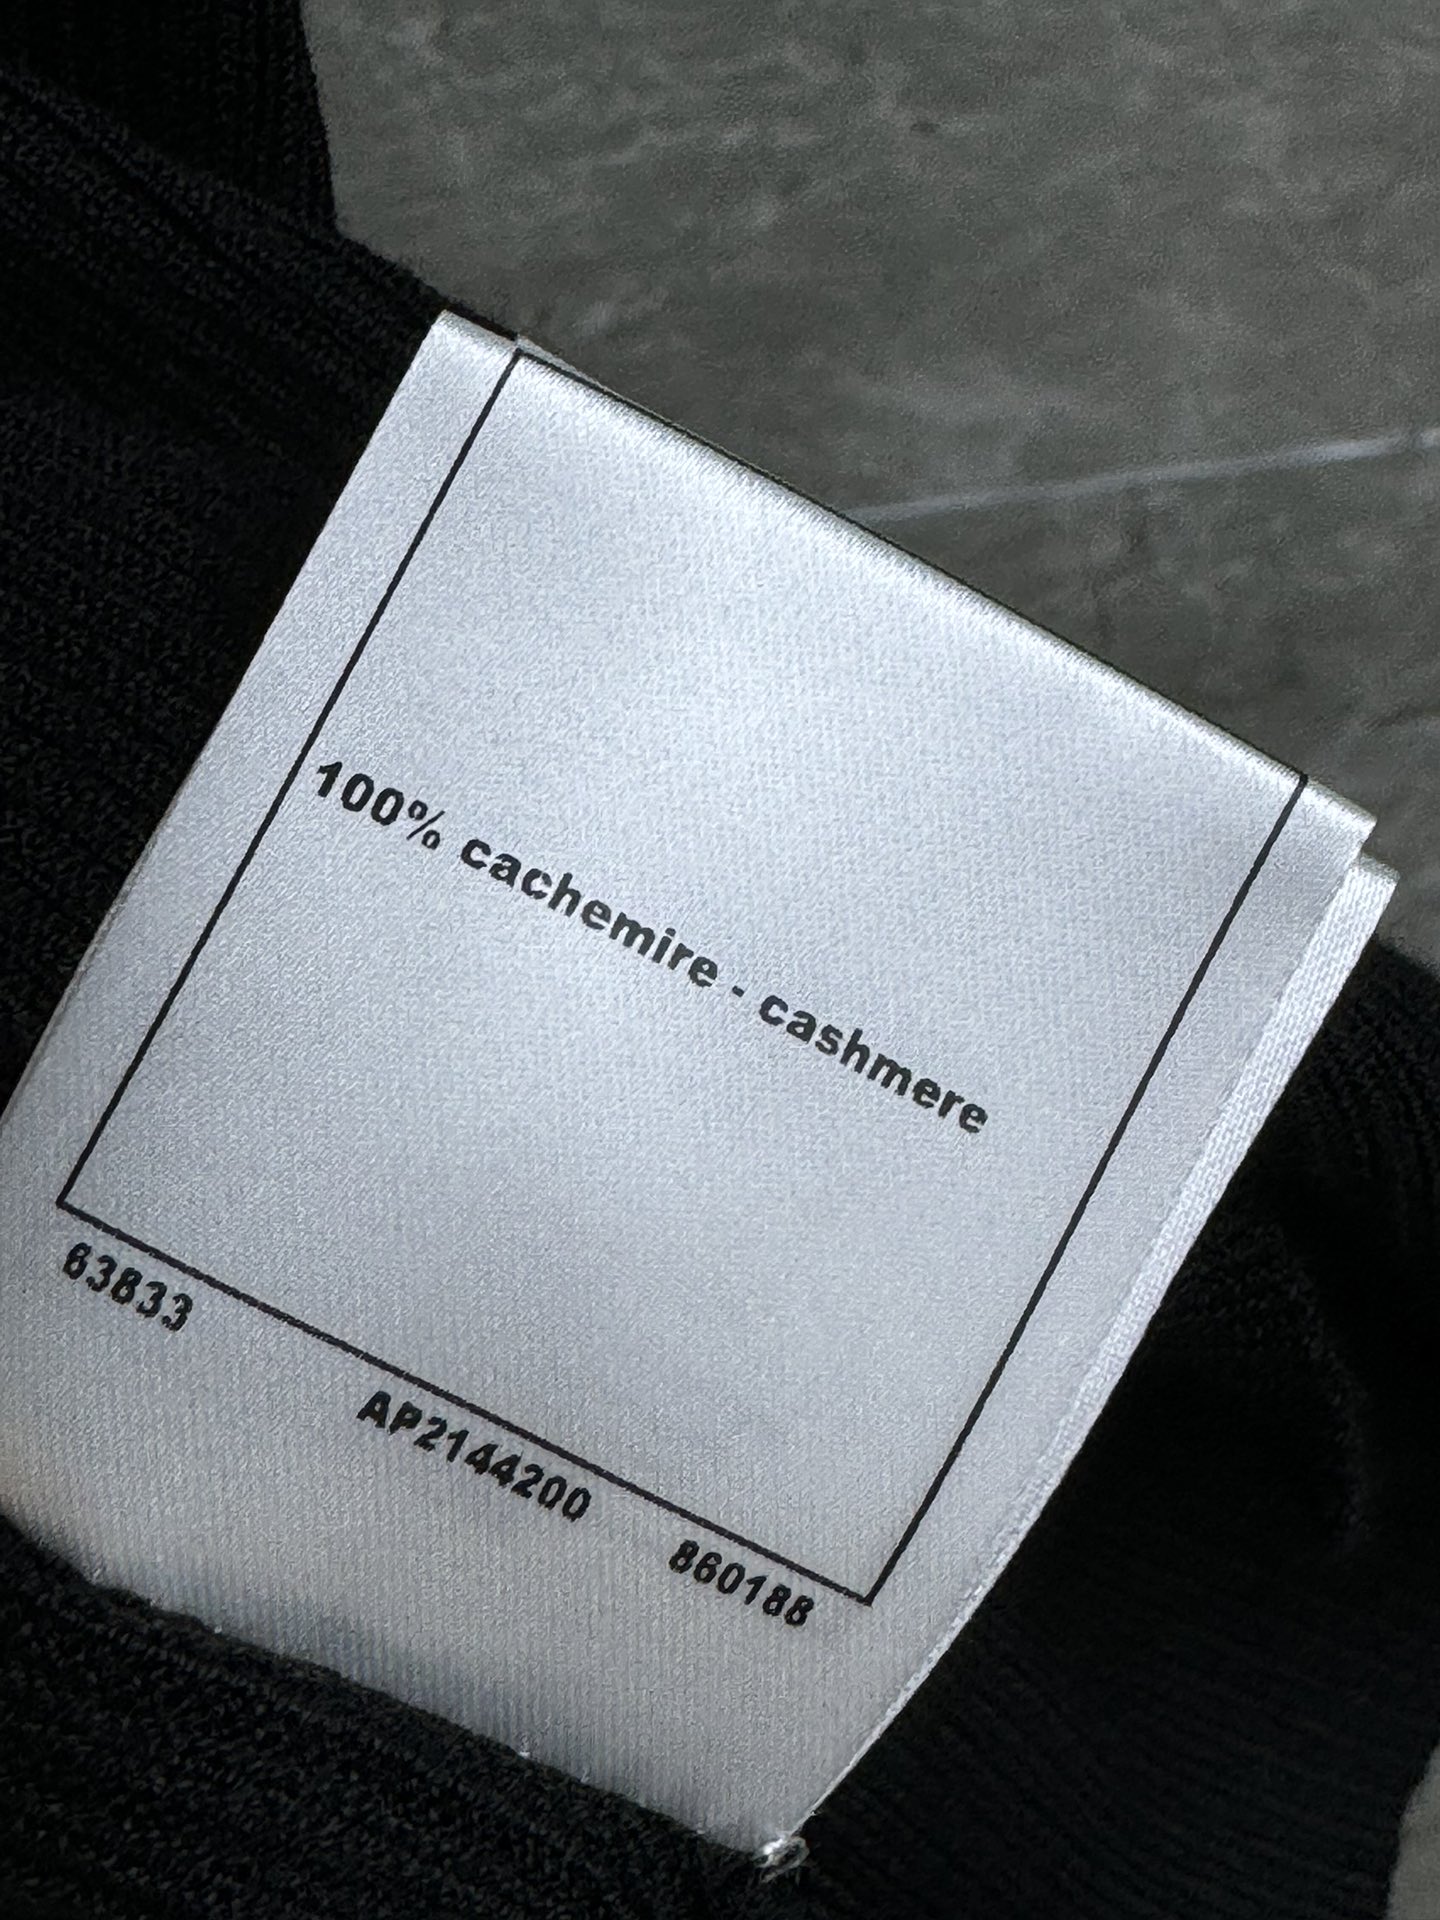 100% cachemire - cashmere
63833 AP2144200 860188